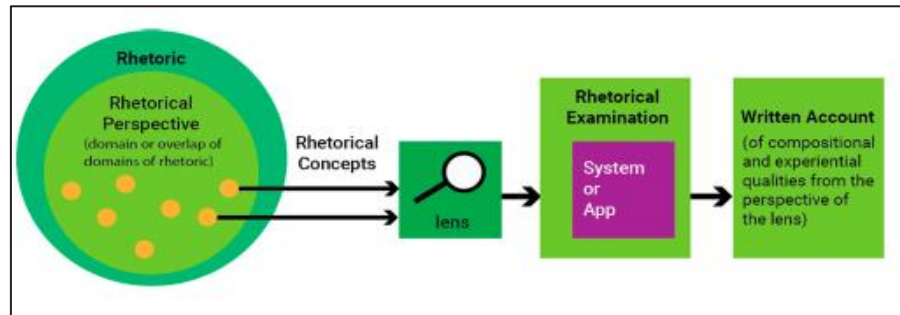 Rhetoric
Rhetorical
Perspective
(domain or overlap of
domains of rhetoric)
Rhetorical
Concepts
lens
Rhetorical
Examination
System
or
App
Written Account
(of compositional
and experiential
qualities from the
perspective of
the lens)